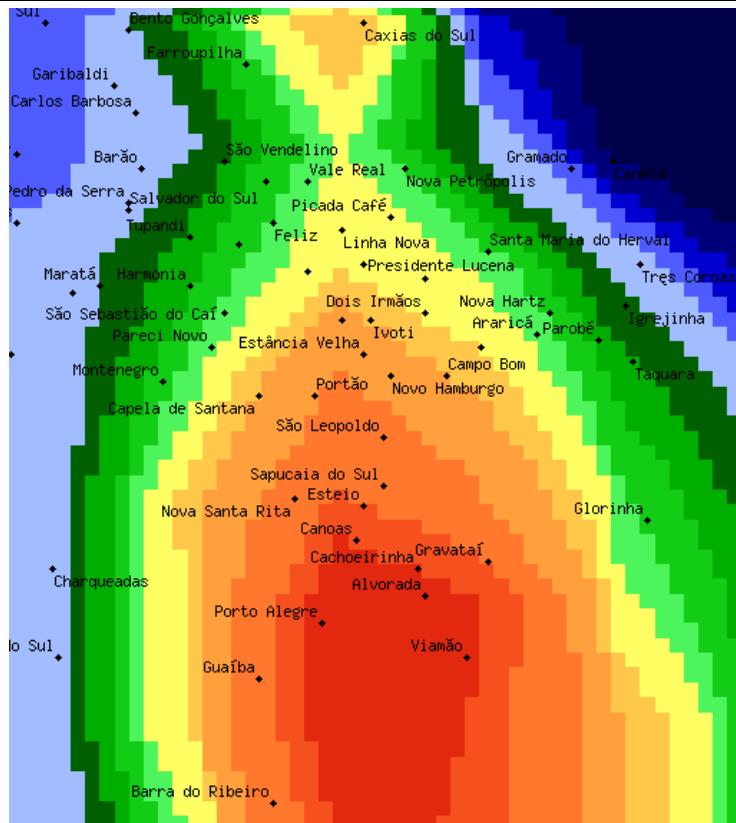 Sul
Bento Gonçalves
Caxias do Sul
Farroupilha
Garibaldi
Carlos Barbosa
São Vendelino
Barão
Gramado
Canela
Vale Real
Nova Petrópolis
Pedro da Serra
Salvador do Sul
Picada Café
Tupandi
Feliz
Linha Nova
Santa Maria do Herval
Presidente Lucena
Maratá
Harmonia
Três Coroas
Dois Irmãos
Nova Hartz
São Sebastião do Caí
Igrejinha
Araricá
Parobé
Pareci Novo
Ivoti
Estância Velha
Campo Bom
Montenegro
Taquara
Portão
Novo Hamburgo
Capela de Santana
São Leopoldo
Sapucaia do Sul
Esteio
Nova Santa Rita
Glorinha
Canoas
Cachoeirinha
Gravataí
Charqueadas
Alvorada
Porto Alegre
do Sul
Viamão
Guaíba
Barra do Ribeiro